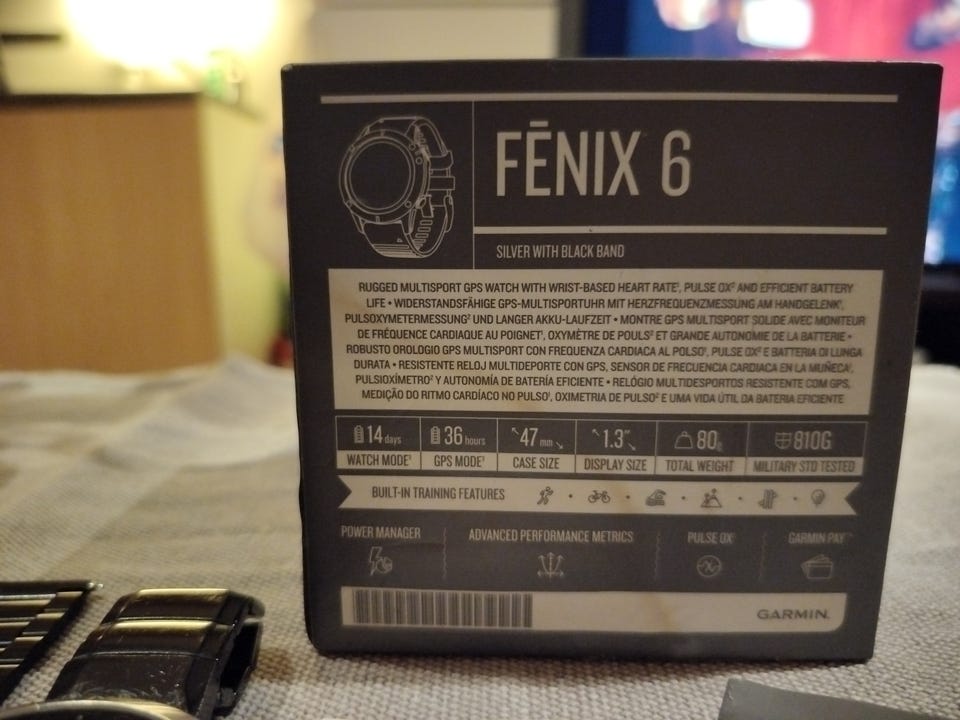 FĒNIX 6
SILVER WITH BLACK BAND
RUGGED MULTISPORT GPS WATCH WITH WRIST-BASED HEART RATE¹, PULSE OX² AND EFFICIENT BATTERY
LIFE • WIDERSTANDSFÄHIGE GPS-MULTISPORTUHR MIT HERZFREQUENZMESSUNG AM HANDGELENK¹,
PULSOXYMETERMESSUNG² UND LANGER AKKU-LAUFZEIT • MONTRE GPS MULTISPORT SOLIDE AVEC MONITEUR
DE FRÉQUENCE CARDIAQUE AU POIGNET¹, OXYMÈTRE DE POULS² ET GRANDE AUTONOMIE DE LA BATTERIE •
ROBUSTO OROLOGIO GPS MULTISPORT CON FREQUENZA CARDIACA AL POLSO¹, PULSE OX² E BATTERIA DI LUNGA
DURATA • RESISTENTE RELOJ MULTIDEPORTE CON GPS, SENSOR DE FRECUENCIA CARDIACA EN LA MUÑECA¹,
PULSIOXÍMETRO² Y AUTONOMÍA DE BATERÍA EFICIENTE • RELÓGIO MULTIDESPORTOS RESISTENTE COM GPS,
MEDIÇÃO DO RITMO CARDÍACO NO PULSO¹, OXIMETRIA DE PULSO² E UMA VIDA ÚTIL DA BATERIA EFICIENTE
14 days 36 hours 47 mm 1.3" 80g 810G
WATCH MODE³ GPS MODE³ CASE SIZE DISPLAY SIZE TOTAL WEIGHT MILITARY STD TESTED
BUILT-IN TRAINING FEATURES
POWER MANAGER ADVANCED PERFORMANCE METRICS PULSE OX² GARMIN PAY™
GARMIN.